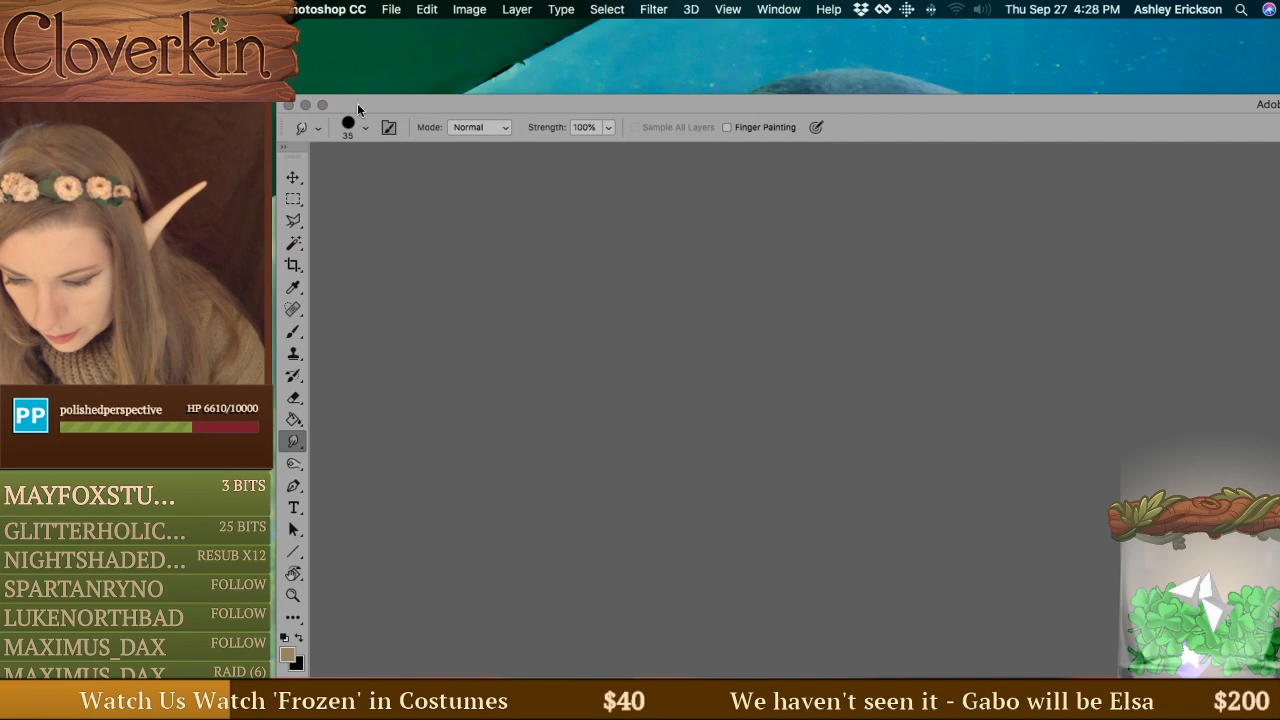 Cloverkin
hotoshop CC File Edit Image Layer Type Select Filter 3D View Window Help Thu Sep 27 4:28 PM Ashley Erickson
Adob
35 Mode: Normal Strength: 100% Sample All Layers Finger Painting
PP polishedperspective HP 6610/10000
MAYFOXSTU... 3 BITS
GLITTERHOLIC... 25 BITS
NIGHTSHADED... RESUB X12
SPARTANRYNO FOLLOW
LUKENORTHBAD FOLLOW
MAXIMUS_DAX FOLLOW
MAXIMUS_DAX RAID (6)
Watch Us Watch 'Frozen' in Costumes $40 We haven't seen it - Gabo will be Elsa $200